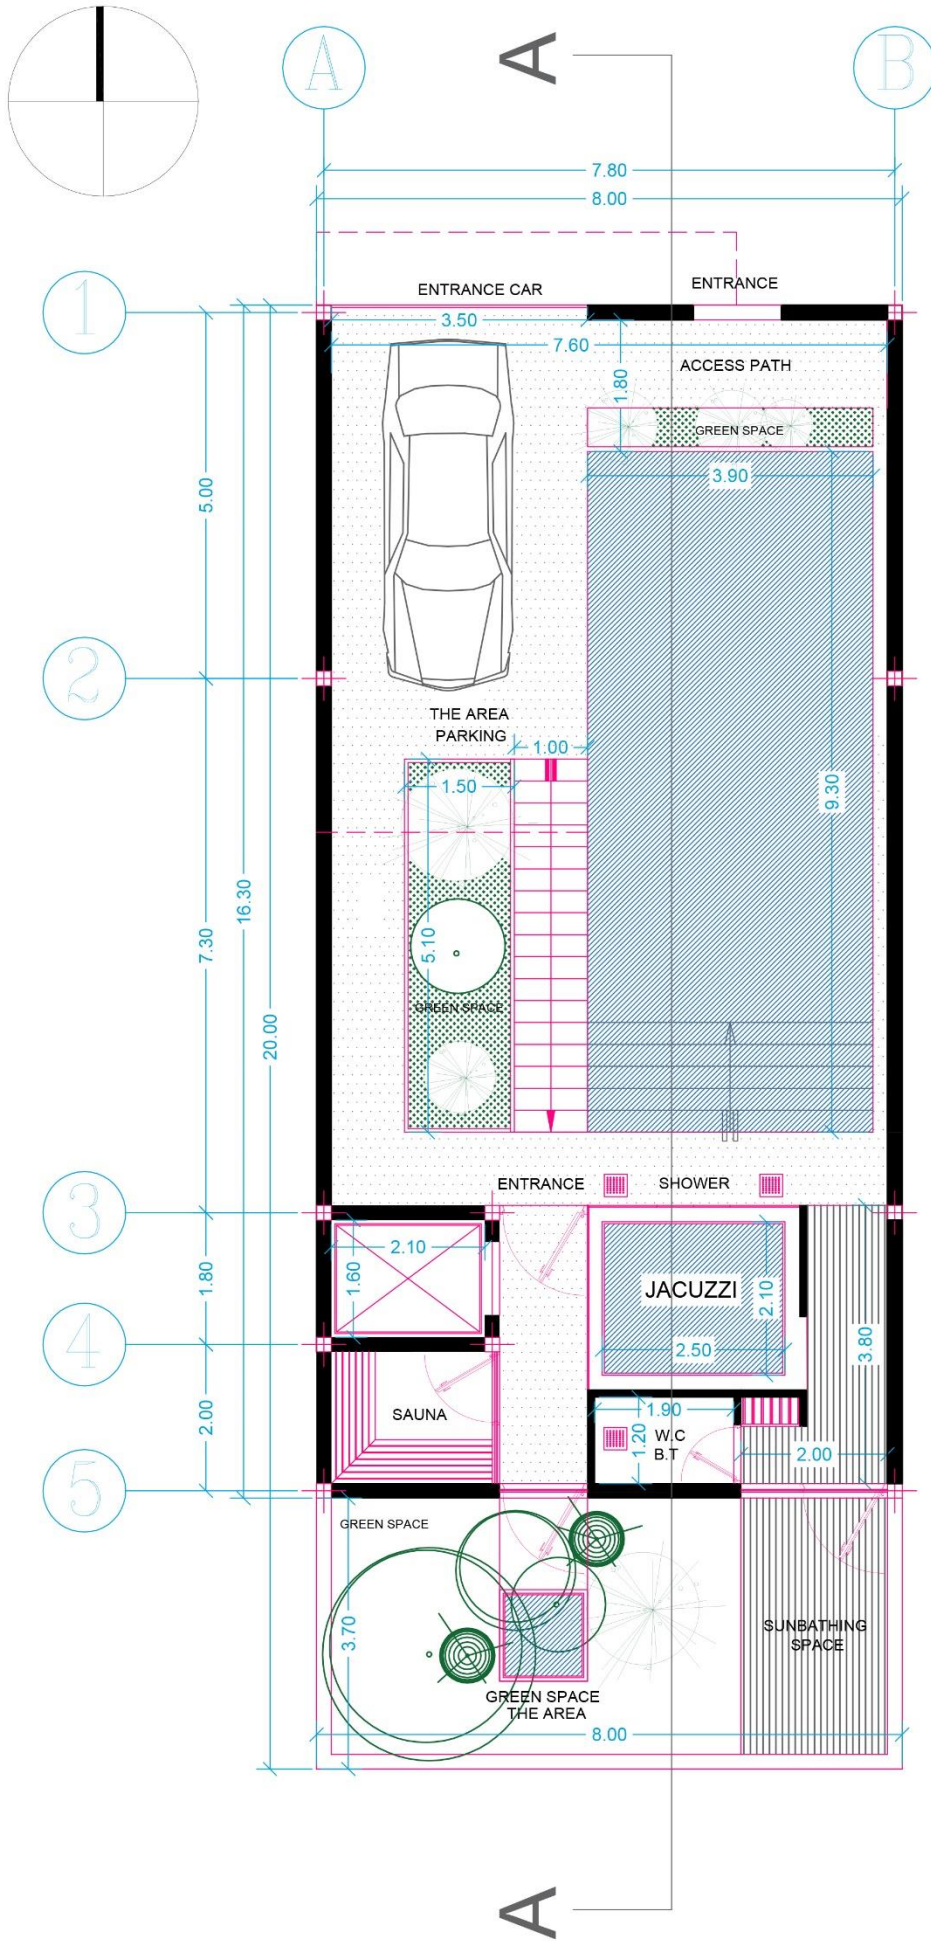 A
A
B
7.80
8.00
ENTRANCE CAR
ENTRANCE
1
3.50
7.60
ACCESS PATH
1.80
GREEN SPACE
3.90
5.00
2
THE AREA
PARKING
1.00
1.50
9.30
16.30
7.30
5.10
GREEN SPACE
20.00
ENTRANCE
SHOWER
3
2.10
1.60
1.80
JACUZZI
2.10
2.50
3.80
4
SAUNA
2.00
1.90
1.20
W.C
B.T
2.00
5
GREEN SPACE
3.70
SUNBATHING
SPACE
GREEN SPACE
THE AREA
8.00
A